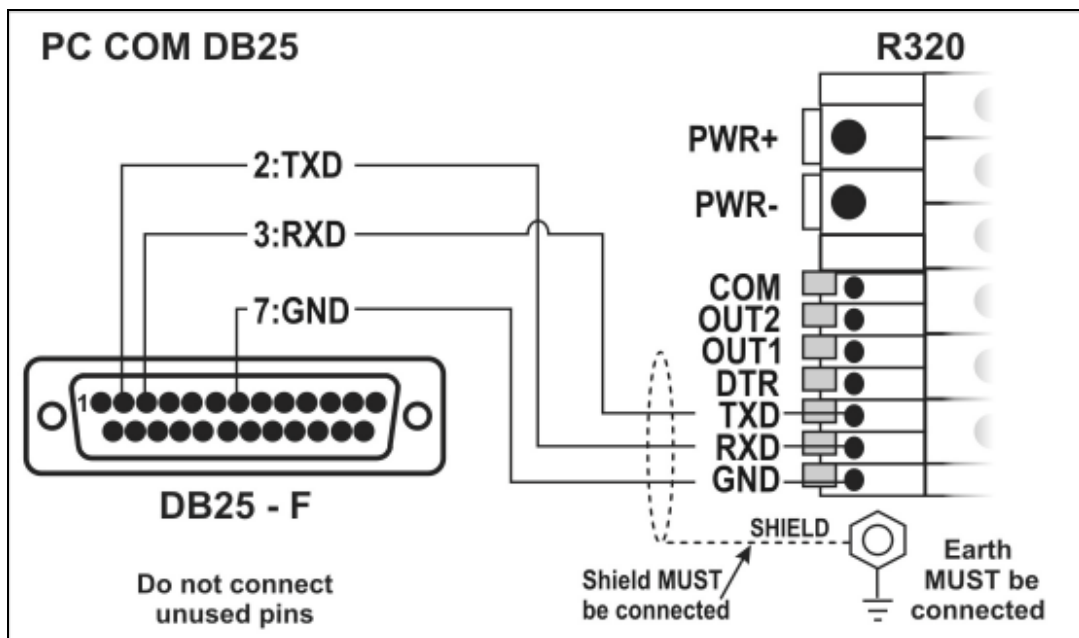 PC COM DB25
R320
PWR+
2:TXD
PWR-
3:RXD
COM
7:GND
OUT2
OUT1
DTR
1
TXD
RXD
GND
DB25 - F
SHIELD
Do not connect
unused pins
Shield MUST
be connected
Earth
MUST be
connected